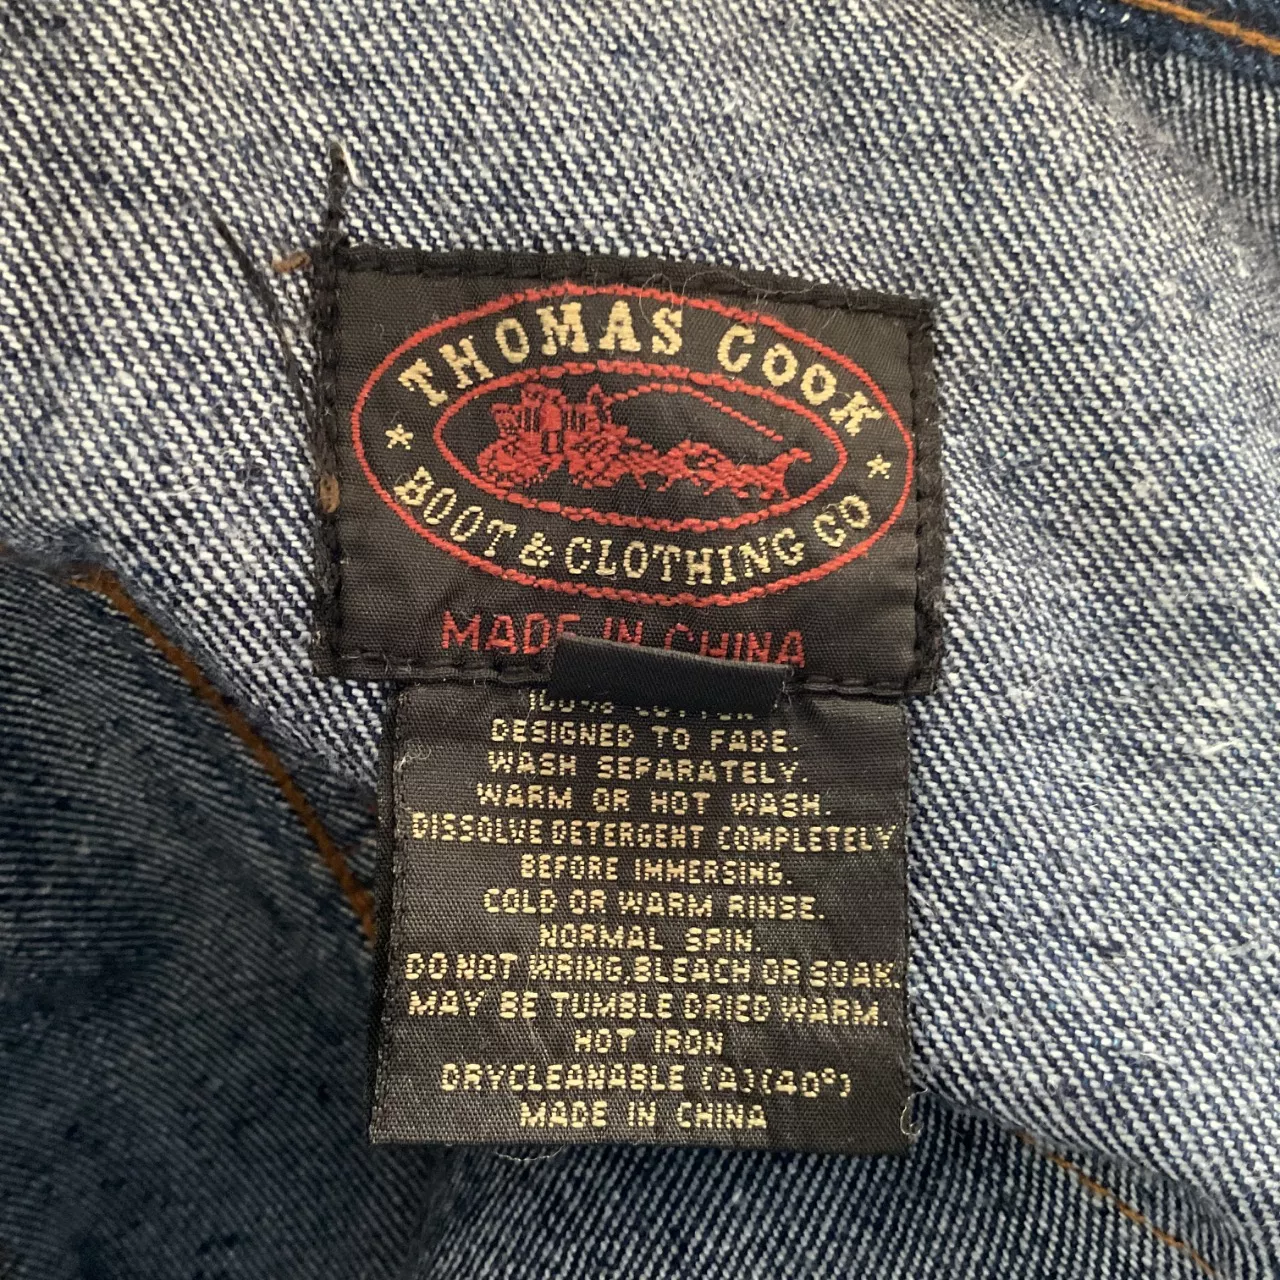 THOMAS COOK
BOOT & CLOTHING CO
MADE IN CHINA
100% COTTON
DESIGNED TO FADE.
WASH SEPARATELY.
WARM OR HOT WASH.
DISSOLVE DETERGENT COMPLETELY
BEFORE IMMERSING.
COLD OR WARM RINSE.
NORMAL SPIN.
DO NOT WRING,BLEACH OR SOAK.
MAY BE TUMBLE DRIED WARM.
HOT IRON
DRYCLEANABLE (A)(40°)
MADE IN CHINA